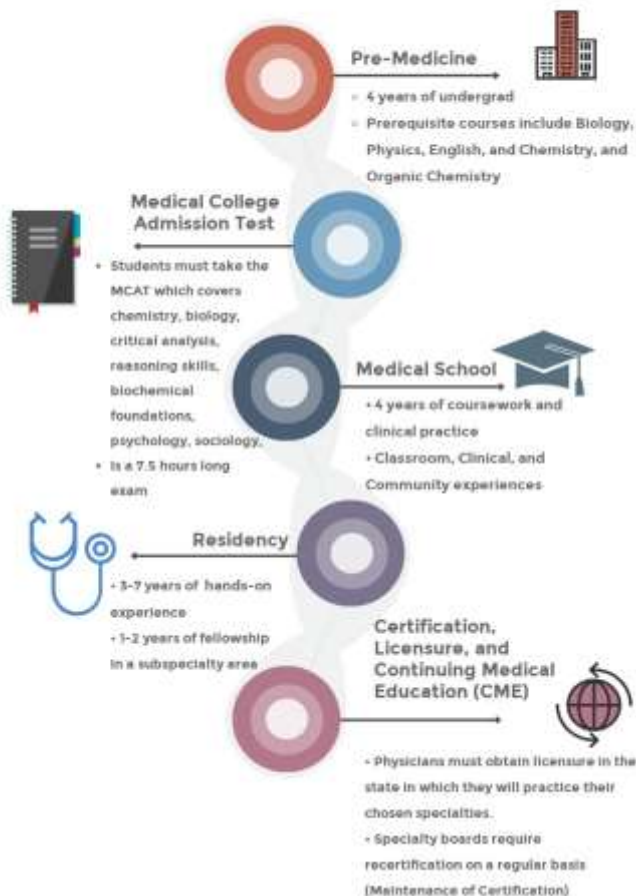 Pre-Medicine
○ 4 years of undergrad
○ Prerequisite courses include Biology,
Physics, English, and Chemistry, and
Organic Chemistry
Medical College
Admission Test
• Students must take the
MCAT which covers
chemistry, biology,
critical analysis,
reasoning skills,
biochemical
foundations,
psychology, sociology,
• Is a 7.5 hours long
exam
Medical School
• 4 years of coursework and
clinical practice
• Classroom, Clinical, and
Community experiences
Residency
• 3-7 years of hands-on
experience
• 1-2 years of fellowship
in a subspecialty area
Certification,
Licensure, and
Continuing Medical
Education (CME)
• Physicians must obtain licensure in the
state in which they will practice their
chosen specialties.
• Specialty boards require
recertification on a regular basis
(Maintenance of Certification)